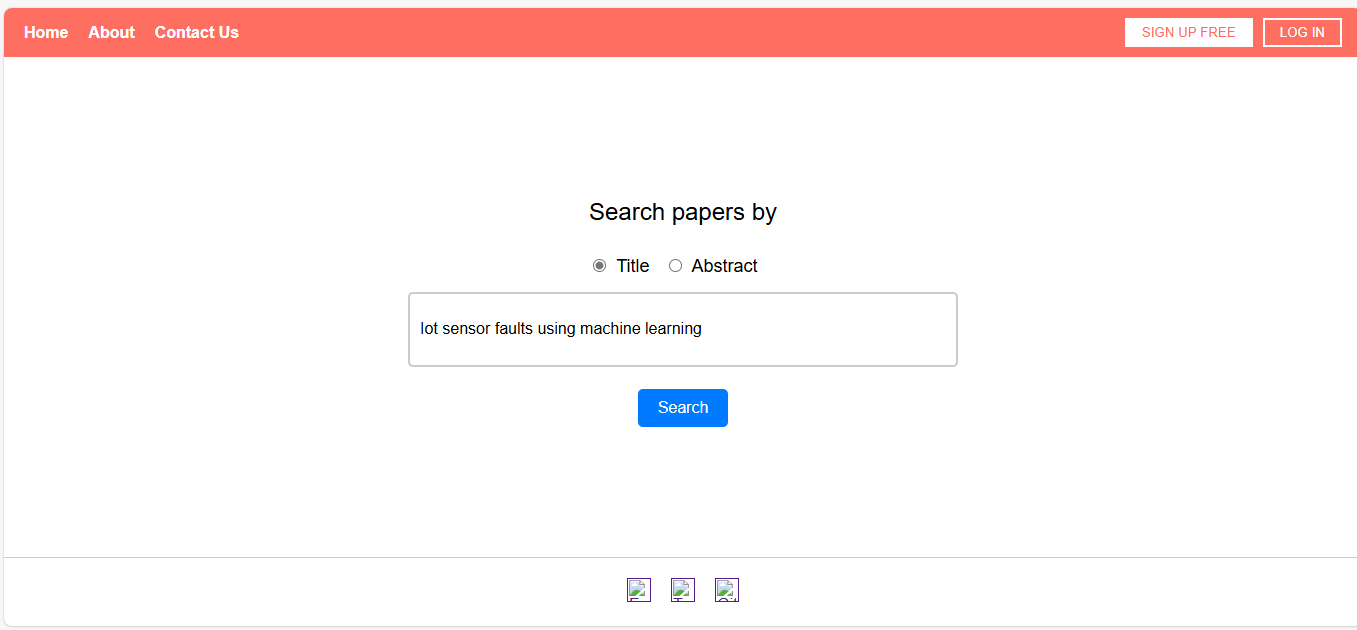 Home About Contact Us SIGN UP FREE LOG IN
Search papers by
Title Abstract
Iot sensor faults using machine learning
Search